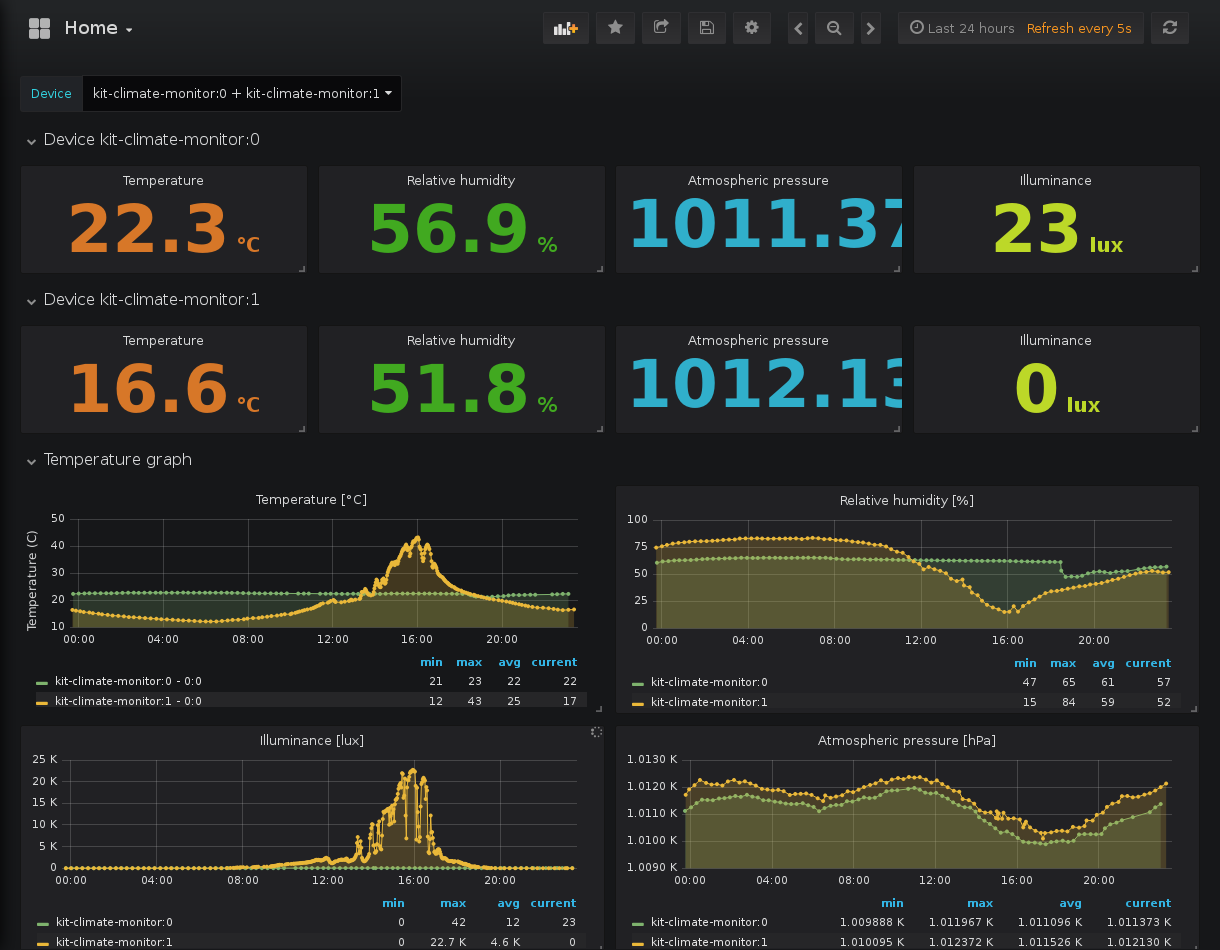 Home
Last 24 hours Refresh every 5s
Device kit-climate-monitor:0 + kit-climate-monitor:1
Device kit-climate-monitor:0
Temperature Relative humidity Atmospheric pressure Illuminance
22.3 °C 56.9 % 1011.37 23 lux
Device kit-climate-monitor:1
Temperature Relative humidity Atmospheric pressure Illuminance
16.6 °C 51.8 % 1012.13 0 lux
Temperature graph
Temperature [°C]
Temperature (C)
50
40
30
20
10
00:00 04:00 08:00 12:00 16:00 20:00
min max avg current
kit-climate-monitor:0 - 0:0 21 23 22 22
kit-climate-monitor:1 - 0:0 12 43 25 17
Relative humidity [%]
100
75
50
25
0
00:00 04:00 08:00 12:00 16:00 20:00
min max avg current
kit-climate-monitor:0 47 65 61 57
kit-climate-monitor:1 15 84 59 52
Illuminance [lux]
25 K
20 K
15 K
10 K
5 K
0
00:00 04:00 08:00 12:00 16:00 20:00
min max avg current
kit-climate-monitor:0 0 42 12 23
kit-climate-monitor:1 0 22.7 K 4.6 K 0
Atmospheric pressure [hPa]
1.0130 K
1.0120 K
1.0110 K
1.0100 K
1.0090 K
00:00 04:00 08:00 12:00 16:00 20:00
min max avg current
kit-climate-monitor:0 1.009888 K 1.011967 K 1.011096 K 1.011373 K
kit-climate-monitor:1 1.010095 K 1.012372 K 1.011526 K 1.012130 K